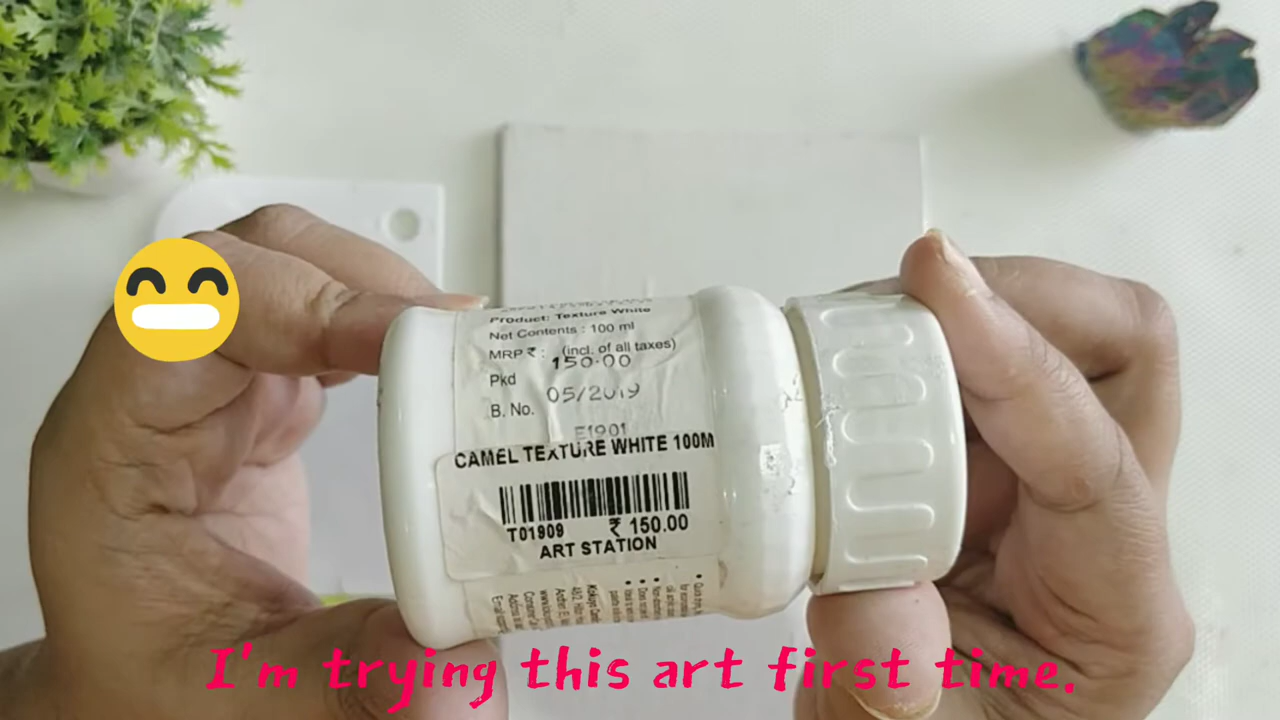 Product: Texture White
Net Contents : 100 ml
MRP ₹ : (incl. of all taxes)
150.00
Pkd
05/2019
B. No.
E1901
CAMEL TEXTURE WHITE 100M
T01909 ₹ 150.00
ART STATION
I'm trying this art first time.